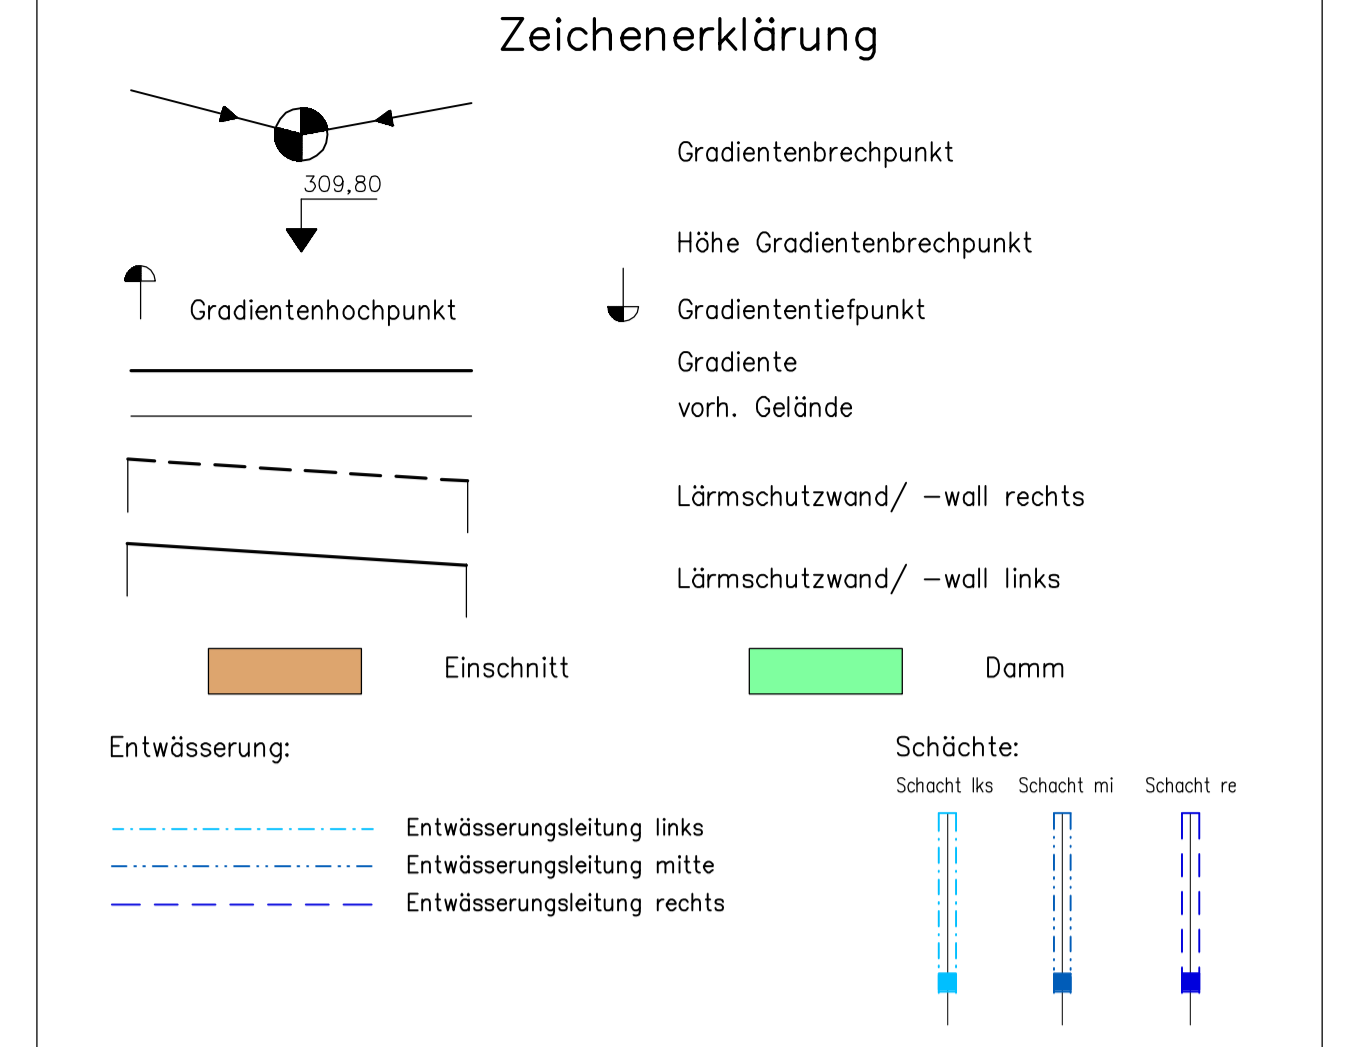 Zeichenerklärung
Gradientenbrechpunkt
309,80
Höhe Gradientenbrechpunkt
Gradientenhochpunkt
Gradiententiefpunkt
Gradiente
vorh. Gelände
Lärmschutzwand/ -wall rechts
Lärmschutzwand/ -wall links
Einschnitt
Damm
Entwässerung:
Schächte:
Schacht lks
Schacht mi
Schacht re
Entwässerungsleitung links
Entwässerungsleitung mitte
Entwässerungsleitung rechts